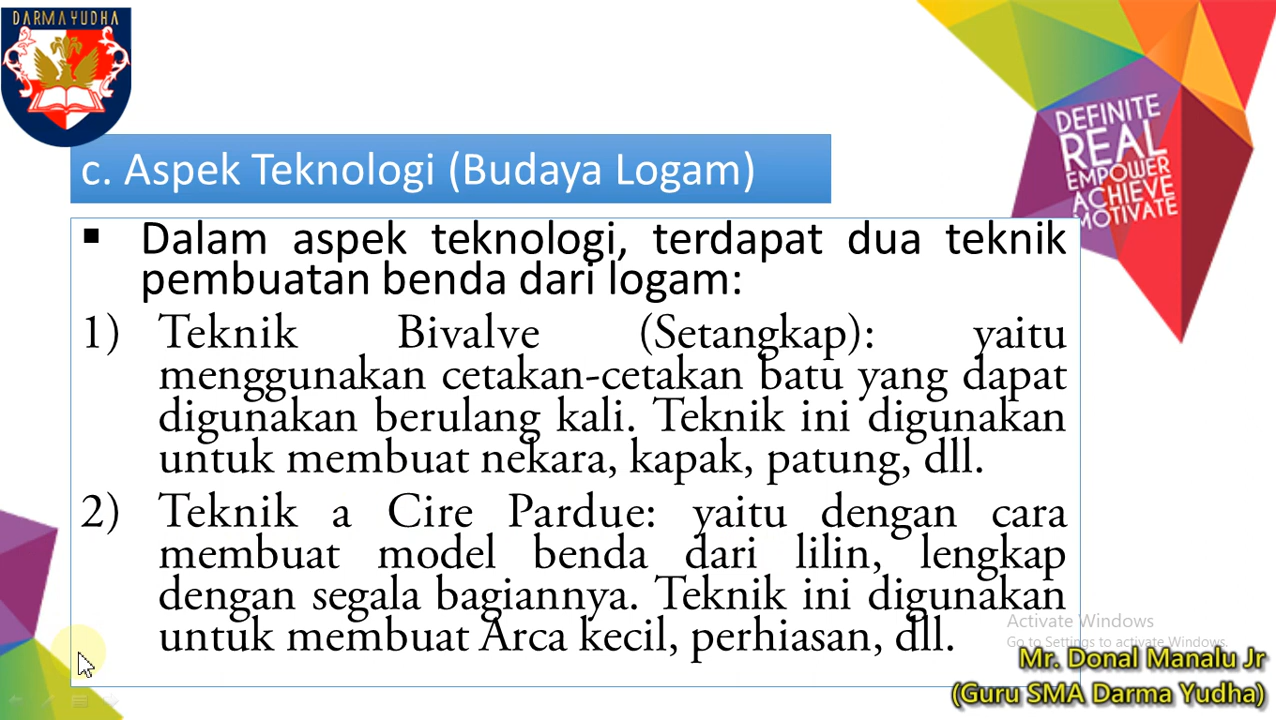 DARMA YUDHA
DEFINITE
REAL
EMPOWER
ACHIEVE
MOTIVATE
c. Aspek Teknologi (Budaya Logam)
▪ Dalam aspek teknologi, terdapat dua teknik
pembuatan benda dari logam:
1) Teknik Bivalve (Setangkap): yaitu
menggunakan cetakan-cetakan batu yang dapat
digunakan berulang kali. Teknik ini digunakan
untuk membuat nekara, kapak, patung, dll.
2) Teknik a Cire Pardue: yaitu dengan cara
membuat model benda dari lilin, lengkap
dengan segala bagiannya. Teknik ini digunakan
untuk membuat Arca kecil, perhiasan, dll.
Activate Windows
Go to Settings to activate Windows.
Mr. Donal Manalu Jr
(Guru SMA Darma Yudha)